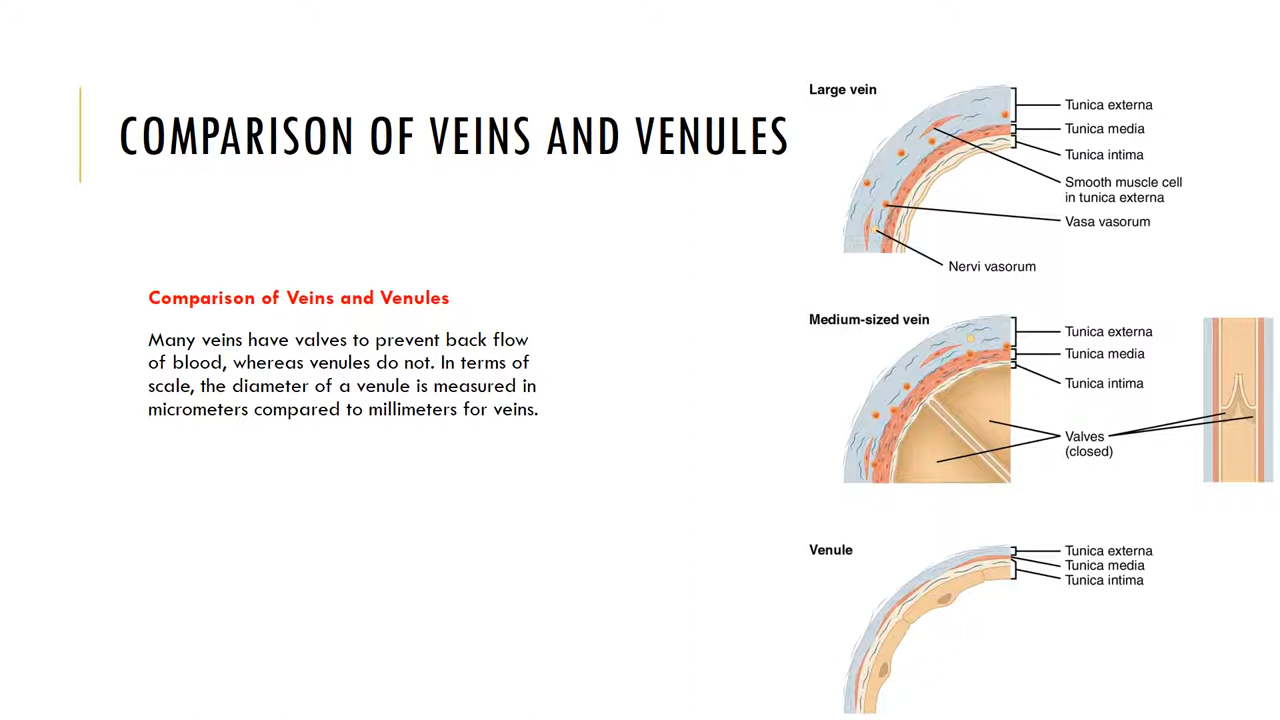 COMPARISON OF VEINS AND VENULES
Comparison of Veins and Venules
Many veins have valves to prevent back flow
of blood, whereas venules do not. In terms of
scale, the diameter of a venule is measured in
micrometers compared to millimeters for veins.
Large vein
Tunica externa
Tunica media
Tunica intima
Smooth muscle cell
in tunica externa
Vasa vasorum
Nervi vasorum
Medium-sized vein
Tunica externa
Tunica media
Tunica intima
Valves
(closed)
Venule
Tunica externa
Tunica media
Tunica intima